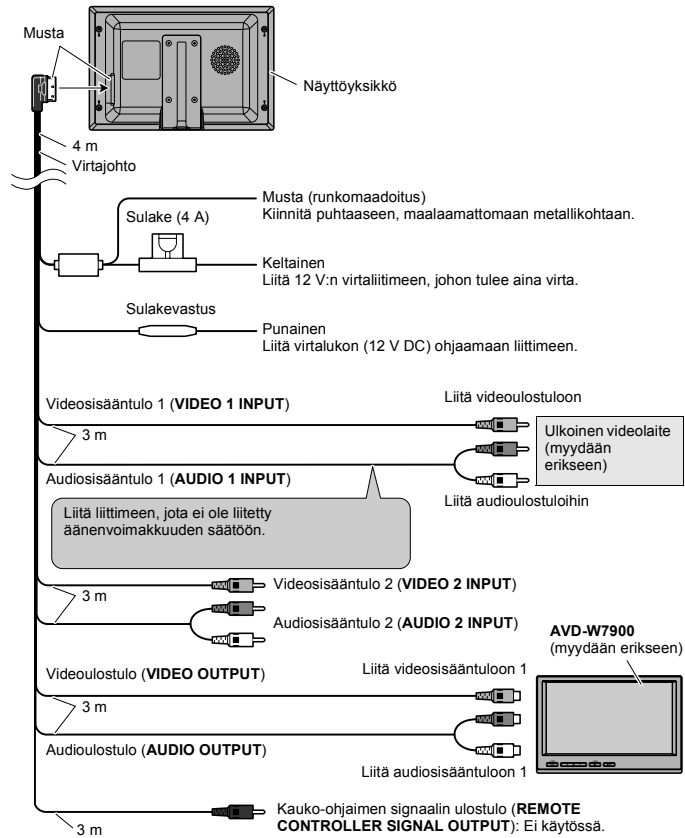 Musta
Näyttöyksikkö
4 m
Virtajohto
Musta (runkomaadoitus)
Kiinnitä puhtaaseen, maalaamattomaan metallikohtaan.
Sulake (4 A)
Keltainen
Liitä 12 V:n virtaliitimeen, johon tulee aina virta.
Sulakevastus
Punainen
Liitä virtalukon (12 V DC) ohjaamaan liittimeen.
Videosisääntulo 1 (VIDEO 1 INPUT)
Liitä videoulostuloon
3 m
Ulkoinen videolaite
(myydään
erikseen)
Audiosisääntulo 1 (AUDIO 1 INPUT)
Liitä audioulostuloihin
Liitä liittimeen, jota ei ole liitetty
äänenvoimakkuuden säätöön.
Videosisääntulo 2 (VIDEO 2 INPUT)
3 m
Audiosisääntulo 2 (AUDIO 2 INPUT)
AVD-W7900
(myydään erikseen)
Videoulostulo (VIDEO OUTPUT)
Liitä videosisääntuloon 1
3 m
Audioulostulo (AUDIO OUTPUT)
Liitä audiosisääntuloon 1
Kauko-ohjaimen signaalin ulostulo (REMOTE
CONTROLLER SIGNAL OUTPUT): Ei käytössä.
3 m